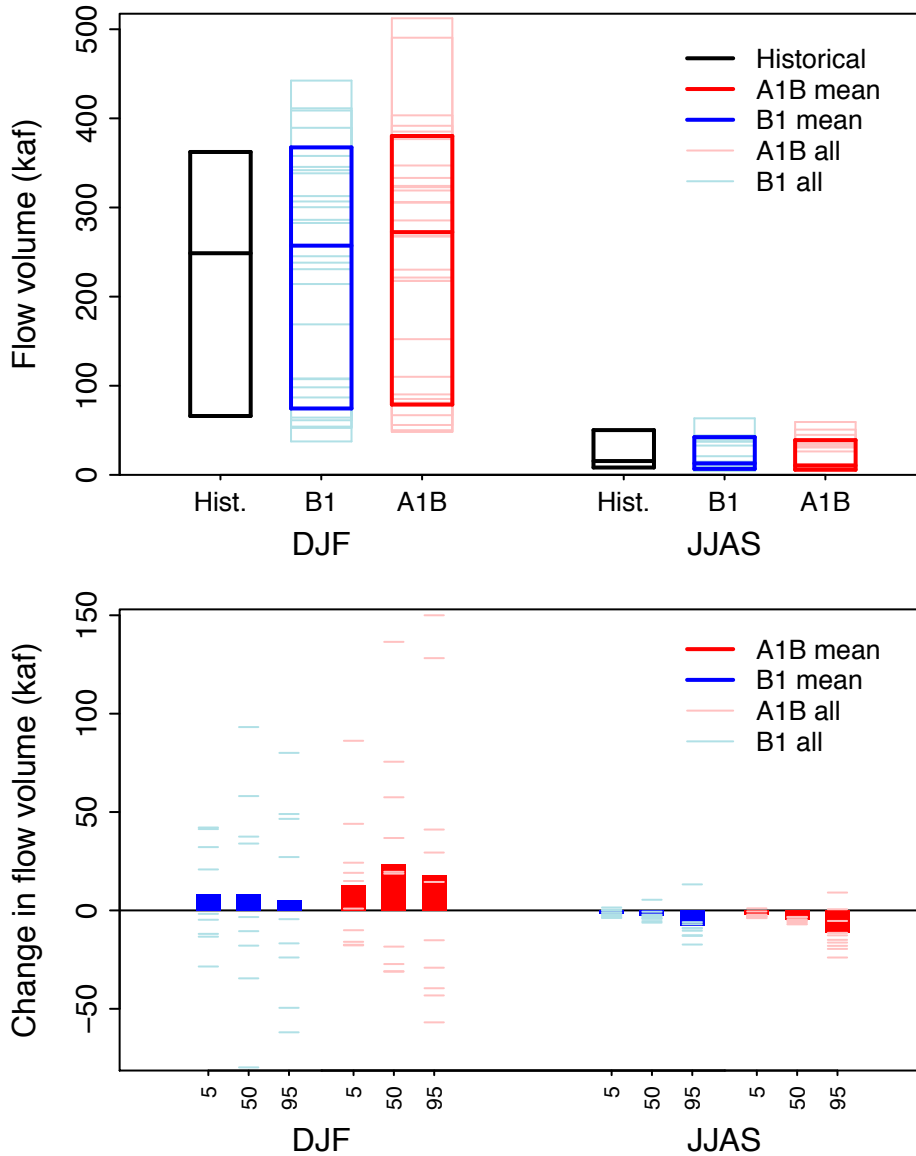 Flow volume (kaf)
500
400
300
200
100
0
Historical
A1B mean
B1 mean
A1B all
B1 all
Hist. B1 A1B Hist. B1 A1B
DJF JJAS
Change in flow volume (kaf)
150
100
50
0
−50
A1B mean
B1 mean
A1B all
B1 all
5 50 95 5 50 95 5 50 95 5 50 95
DJF JJAS